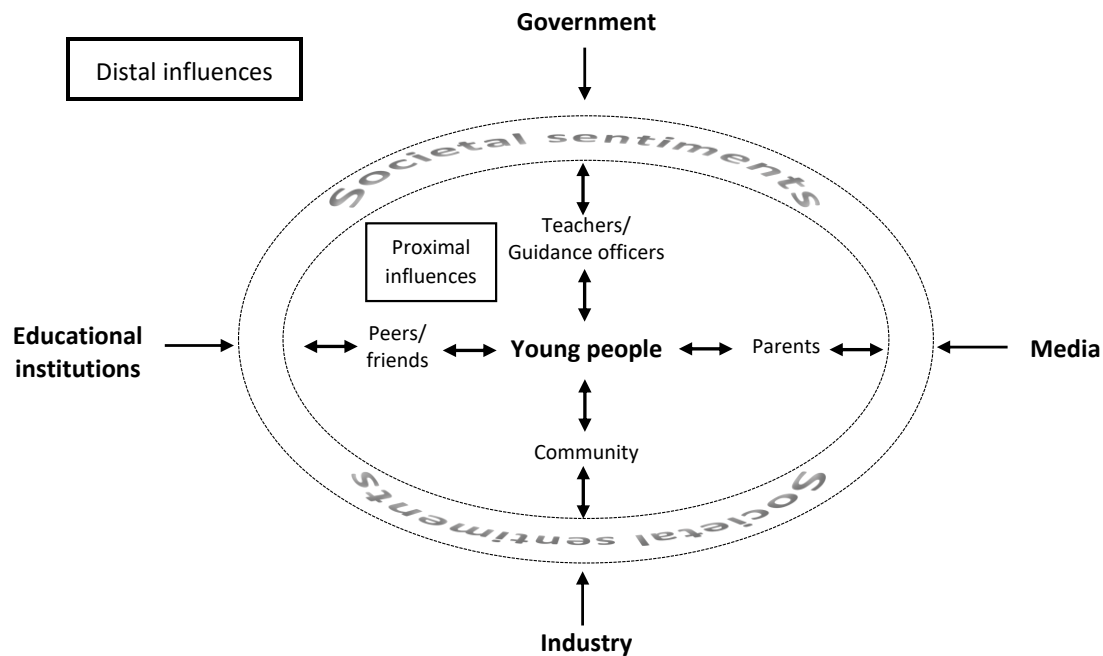 Government
Distal influences
Societal sentiments
Teachers/
Guidance officers
Proximal
influences
Educational
institutions
Peers/
friends
Young people
Parents
Media
Community
Societal sentiments
Industry